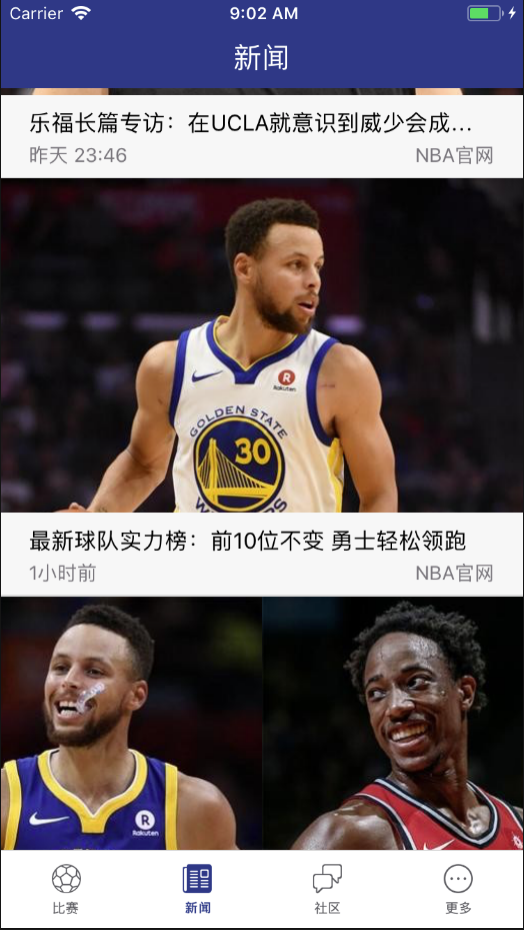 Carrier 9:02 AM
新闻
乐福长篇专访：在UCLA就意识到威少会成...
昨天 23:46 NBA官网
R
Rakuten
GOLDEN STATE
30
WARRIORS
最新球队实力榜：前10位不变 勇士轻松领跑
1小时前 NBA官网
R
Rakuten
比赛 新闻 社区 更多